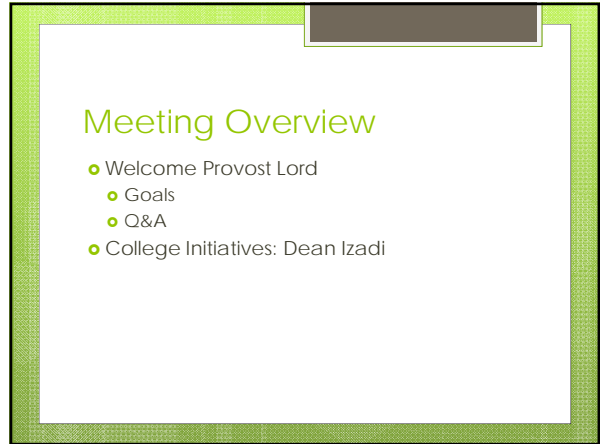 Meeting Overview
Welcome Provost Lord
Goals
Q&A
College Initiatives: Dean Izadi